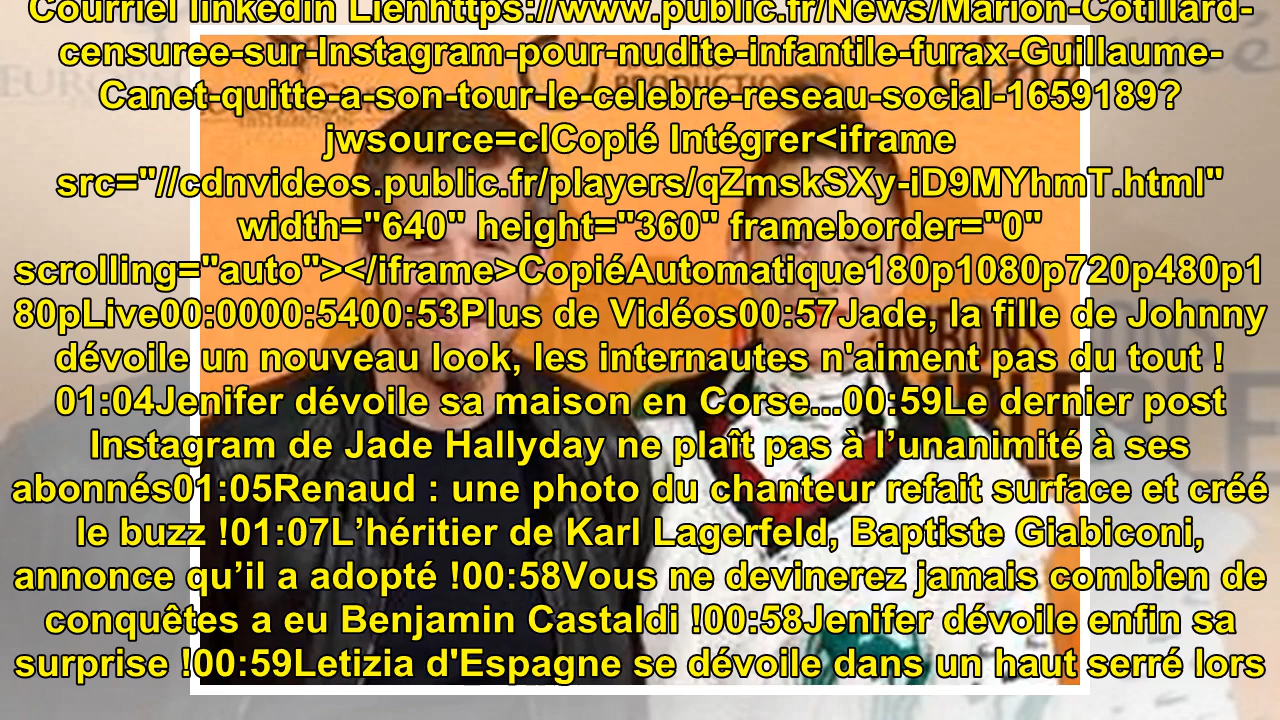 Courriel linkedin Lienhttps://www.public.fr/News/Marion-Cotillard-
censuree-sur-Instagram-pour-nudite-infantile-furax-Guillaume-
Canet-quitte-a-son-tour-le-celebre-reseau-social-1659189?
jwsource=clCopié Intégrer<iframe
src="//cdnvideos.public.fr/players/qZmskSXy-iD9MYhmT.html"
width="640" height="360" frameborder="0"
scrolling="auto"></iframe>CopiéAutomatique180p1080p720p480p1
80pLive00:0000:5400:53Plus de Vidéos00:57Jade, la fille de Johnny
dévoile un nouveau look, les internautes n'aiment pas du tout !
01:04Jenifer dévoile sa maison en Corse...00:59Le dernier post
Instagram de Jade Hallyday ne plaît pas à l’unanimité à ses
abonnés01:05Renaud : une photo du chanteur refait surface et créé
le buzz !01:07L’héritier de Karl Lagerfeld, Baptiste Giabiconi,
annonce qu’il a adopté !00:58Vous ne devinerez jamais combien de
conquêtes a eu Benjamin Castaldi !00:58Jenifer dévoile enfin sa
surprise !00:59Letizia d'Espagne se dévoile dans un haut serré lors
PRODUCTION